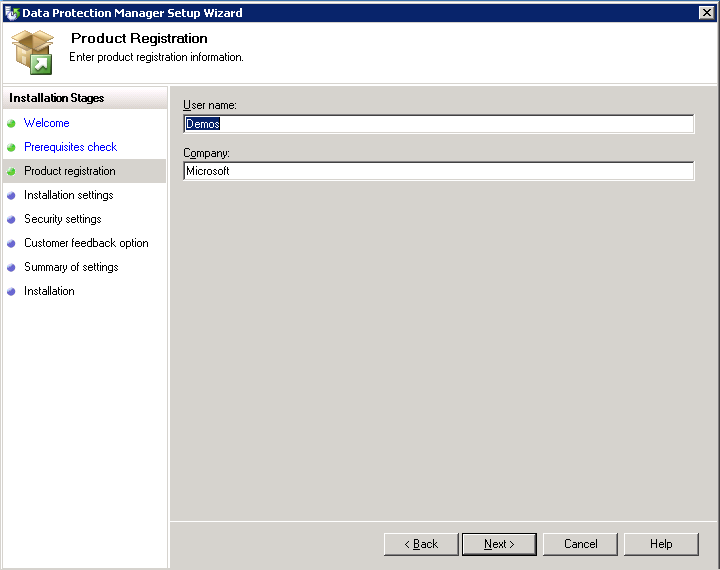 Data Protection Manager Setup Wizard
Product Registration
Enter product registration information.
Installation Stages
Welcome
Prerequisites check
Product registration
Installation settings
Security settings
Customer feedback option
Summary of settings
Installation
User name:
Demos
Company:
Microsoft
< Back
Next >
Cancel
Help